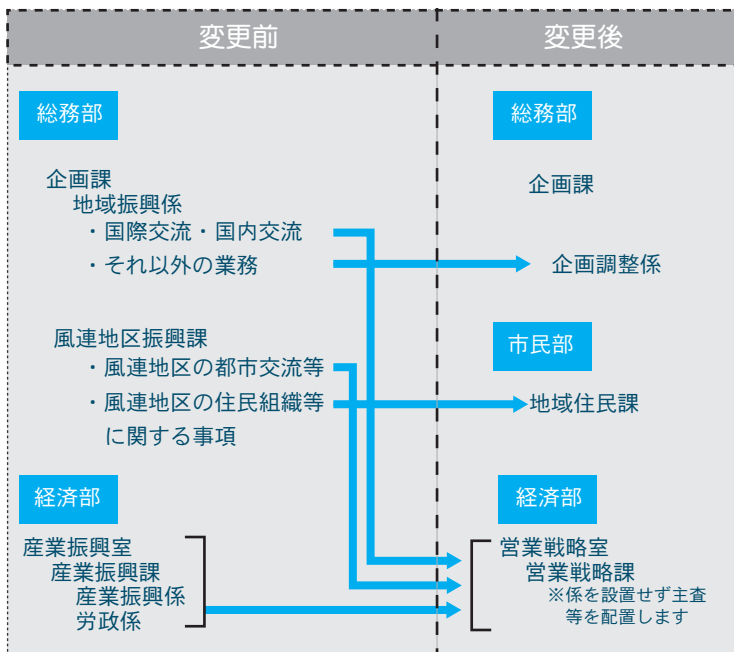 変更前
変更後
総務部
企画課
地域振興係
・国際交流・国内交流
・それ以外の業務
風連地区振興課
・風連地区の都市交流等
・風連地区の住民組織等
に関する事項
経済部
産業振興室
産業振興課
産業振興係
労政係
総務部
企画課
企画調整係
市民部
地域住民課
経済部
営業戦略室
営業戦略課
※係を設置せず主査
等を配置します